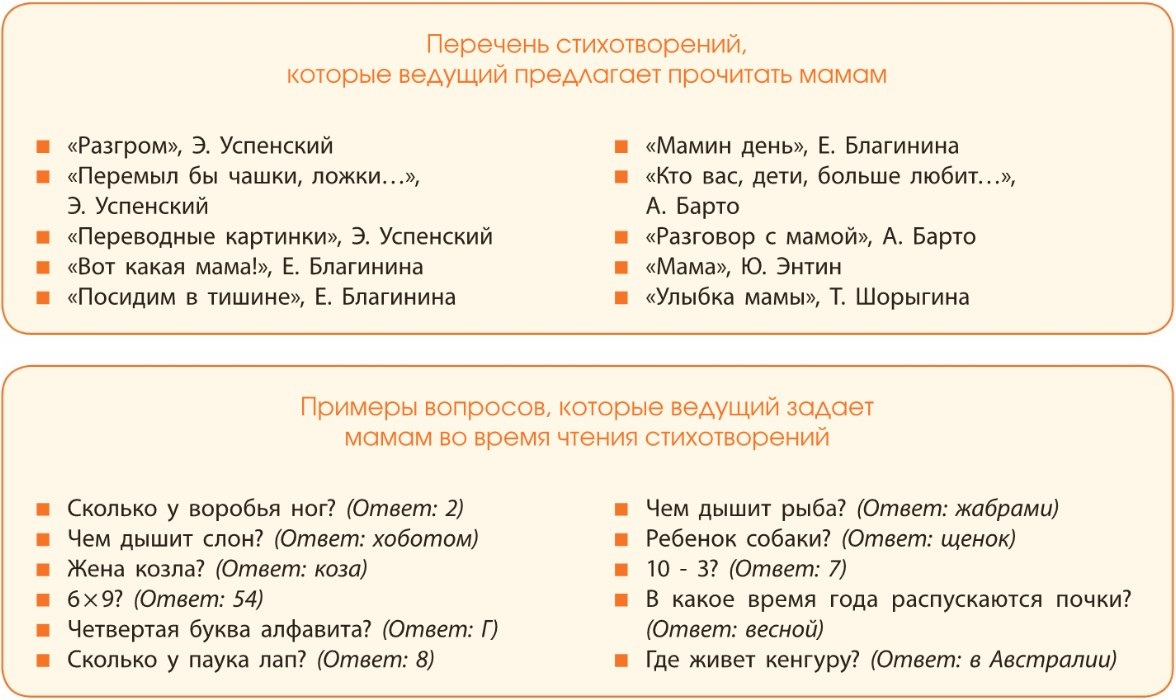 Перечень стихотворений,
которые ведущий предлагает прочитать мамам
■ «Разгром», Э. Успенский
■ «Перемыл бы чашки, ложки…»,
Э. Успенский
■ «Переводные картинки», Э. Успенский
■ «Вот какая мама!», Е. Благинина
■ «Посидим в тишине», Е. Благинина
■ «Мамин день», Е. Благинина
■ «Кто вас, дети, больше любит…»,
А. Барто
■ «Разговор с мамой», А. Барто
■ «Мама», Ю. Энтин
■ «Улыбка мамы», Т. Шорыгина
Примеры вопросов, которые ведущий задает
мамам во время чтения стихотворений
■ Сколько у воробья ног? (Ответ: 2)
■ Чем дышит слон? (Ответ: хоботом)
■ Жена козла? (Ответ: коза)
■ 6×9? (Ответ: 54)
■ Четвертая буква алфавита? (Ответ: Г)
■ Сколько у паука лап? (Ответ: 8)
■ Чем дышит рыба? (Ответ: жабрами)
■ Ребенок собаки? (Ответ: щенок)
■ 10 - 3? (Ответ: 7)
■ В какое время года распускаются почки?
(Ответ: весной)
■ Где живет кенгуру? (Ответ: в Австралии)